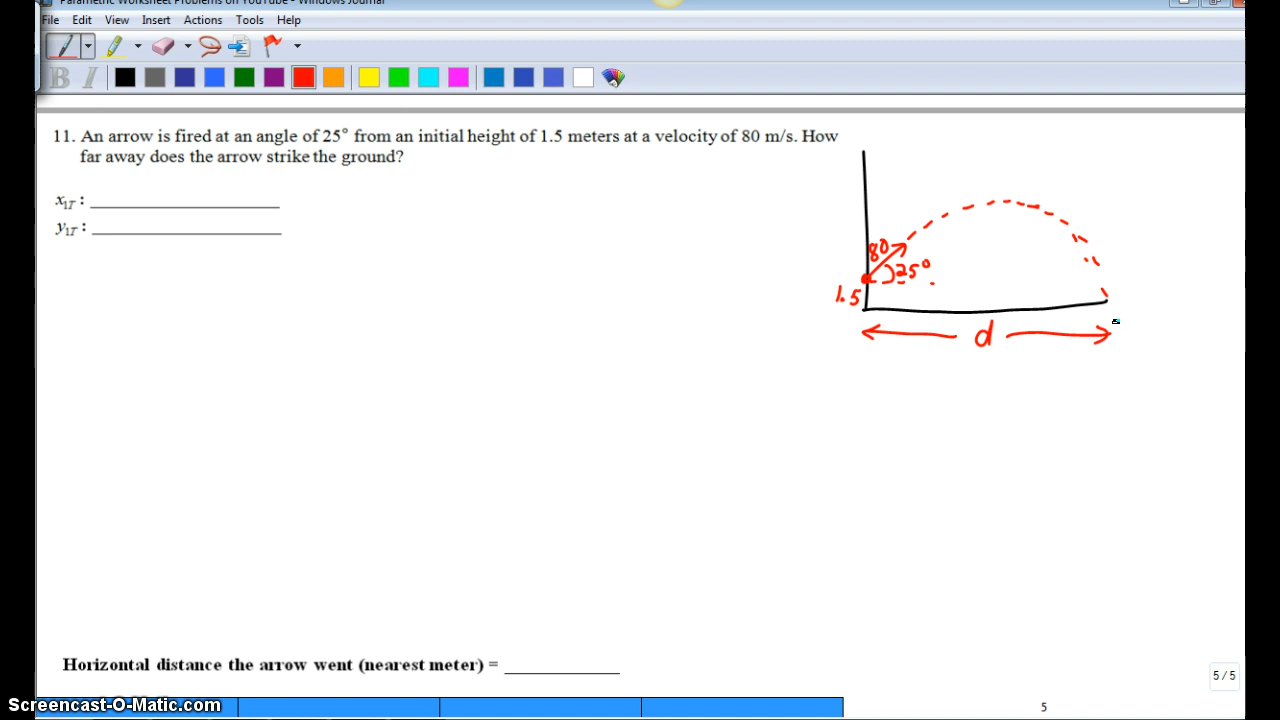 Parametric Worksheet Problems on YouTube - Windows Journal
File Edit View Insert Actions Tools Help
B I
11. An arrow is fired at an angle of 25° from an initial height of 1.5 meters at a velocity of 80 m/s. How
far away does the arrow strike the ground?
x1T : ____________________
y1T : ____________________
80
25°
1.5
d
Horizontal distance the arrow went (nearest meter) = ____________
5 / 5
Screencast-O-Matic.com
5